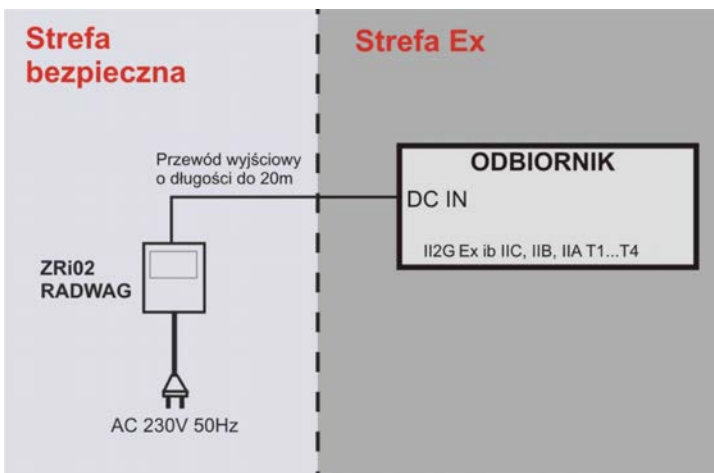 Strefa
bezpieczna
Strefa Ex
Przewód wyjściowy
o długości do 20m
ODBIORNIK
DC IN
II2G Ex ib IIC, IIB, IIA T1...T4
ZRi02
RADWAG
AC 230V 50Hz